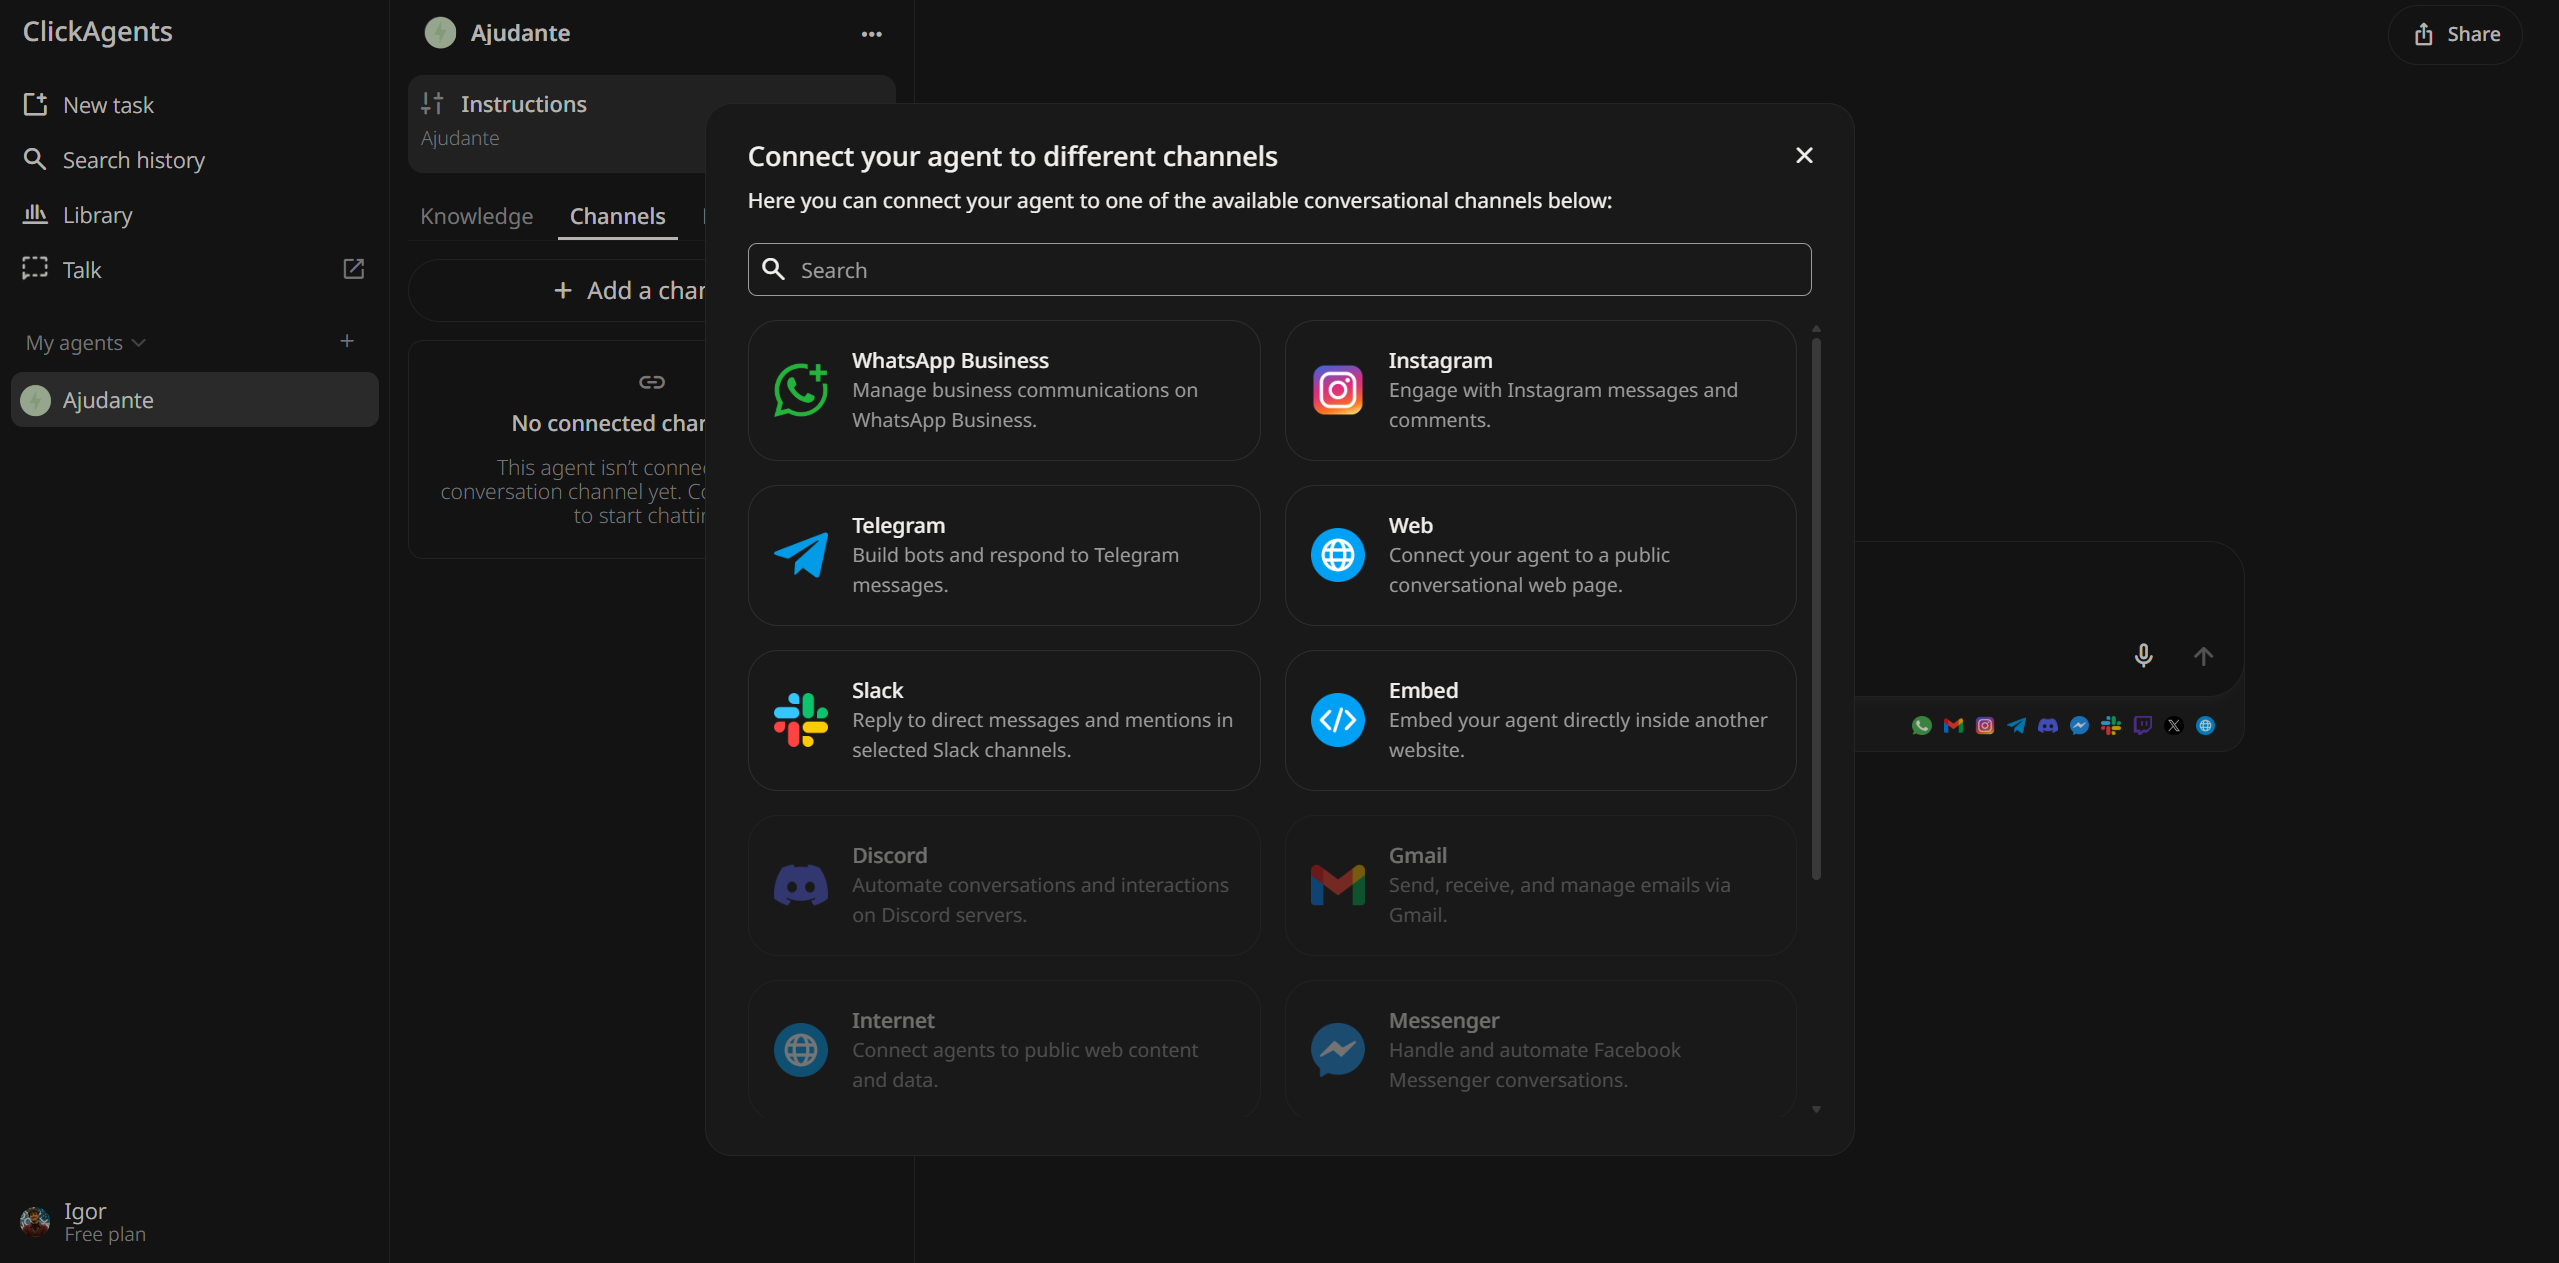 ClickAgents
New task
Search history
Library
Talk
My agents
Ajudante
Igor
Free plan
Ajudante
Instructions
Ajudante
Knowledge
Channels
Add a char
No connected char
This agent isn't conne
conversation channel yet. Co
to start chattin
Share
Connect your agent to different channels
Here you can connect your agent to one of the available conversational channels below:
Search
WhatsApp Business
Manage business communications on
WhatsApp Business.
Instagram
Engage with Instagram messages and
comments.
Telegram
Build bots and respond to Telegram
messages.
Web
Connect your agent to a public
conversational web page.
Slack
Reply to direct messages and mentions in
selected Slack channels.
Embed
Embed your agent directly inside another
website.
Discord
Automate conversations and interactions
on Discord servers.
Gmail
Send, receive, and manage emails via
Gmail.
Internet
Connect agents to public web content
and data.
Messenger
Handle and automate Facebook
Messenger conversations.